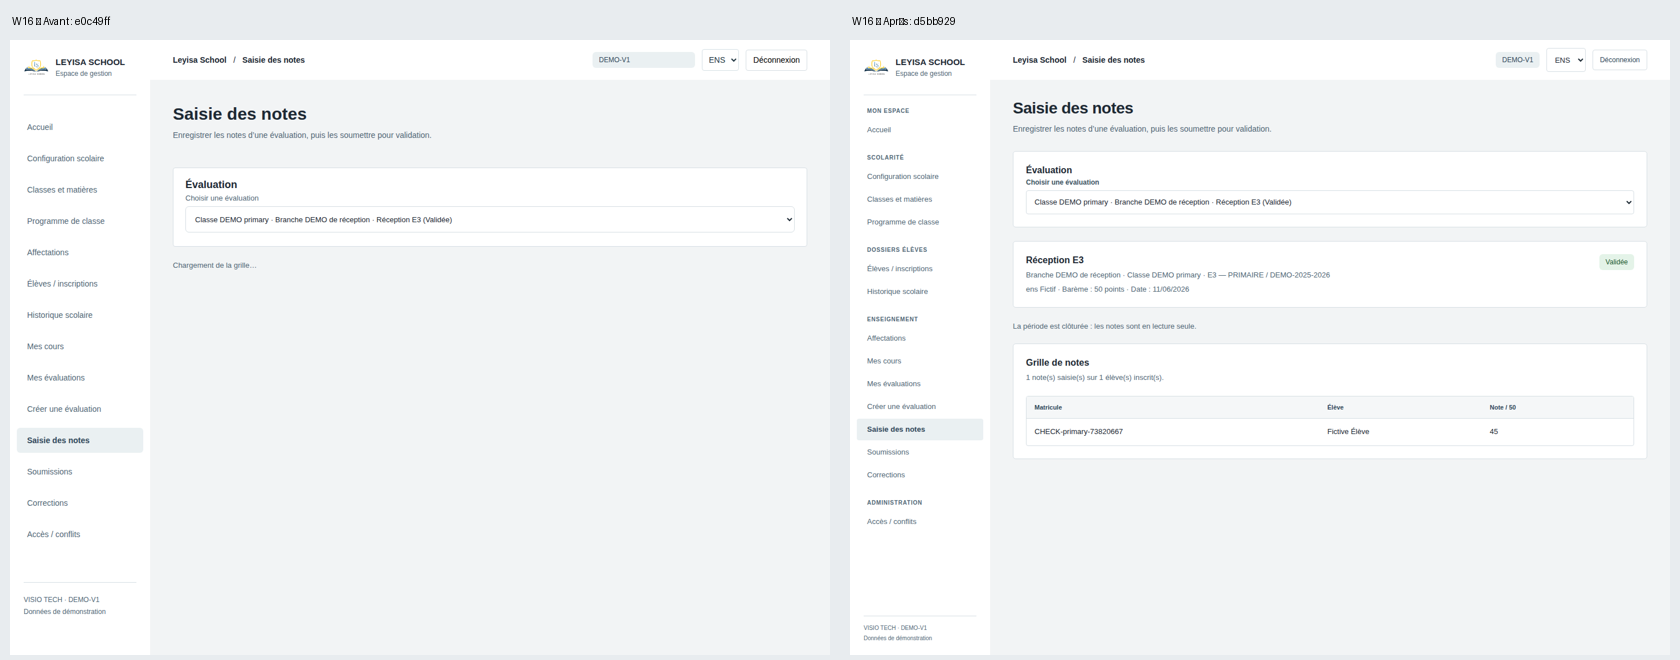 W16 Avant : e0c49ff
LEYISA SCHOOL
Espace de gestion
Accueil
Configuration scolaire
Classes et matières
Programme de classe
Affectations
Élèves / inscriptions
Historique scolaire
Mes cours
Mes évaluations
Créer une évaluation
Saisie des notes
Soumissions
Corrections
Accès / conflits
VISIO TECH · DEMO-V1
Données de démonstration
Leyisa School / Saisie des notes
DEMO-V1
ENS
Déconnexion
Saisie des notes
Enregistrer les notes d'une évaluation, puis les soumettre pour validation.
Évaluation
Choisir une évaluation
Classe DEMO primary · Branche DEMO de réception · Réception E3 (Validée)
Chargement de la grille…
W16 Apr s : d5bb929
LEYISA SCHOOL
Espace de gestion
MON ESPACE
Accueil
SCOLARITÉ
Configuration scolaire
Classes et matières
Programme de classe
DOSSIERS ÉLÈVES
Élèves / inscriptions
Historique scolaire
ENSEIGNEMENT
Affectations
Mes cours
Mes évaluations
Créer une évaluation
Saisie des notes
Soumissions
Corrections
ADMINISTRATION
Accès / conflits
VISIO TECH · DEMO-V1
Données de démonstration
Leyisa School / Saisie des notes
DEMO-V1
ENS
Déconnexion
Saisie des notes
Enregistrer les notes d'une évaluation, puis les soumettre pour validation.
Évaluation
Choisir une évaluation
Classe DEMO primary · Branche DEMO de réception · Réception E3 (Validée)
Réception E3
Validée
Branche DEMO de réception · Classe DEMO primary · E3 — PRIMAIRE / DEMO-2025-2026
ens Fictif · Barème : 50 points · Date : 11/06/2026
La période est clôturée : les notes sont en lecture seule.
Grille de notes
1 note(s) saisie(s) sur 1 élève(s) inscrit(s).
Matricule Élève Note / 50
CHECK-primary-73820667 Fictive Élève 45